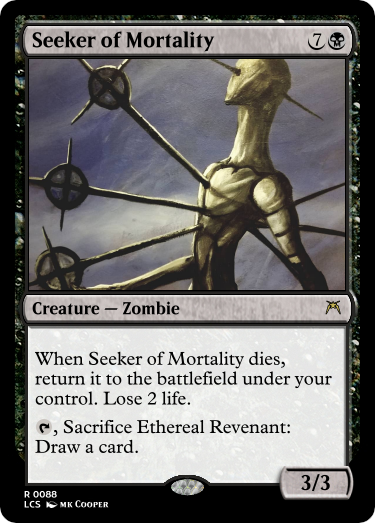 Seeker of Mortality 7
Creature — Zombie
When Seeker of Mortality dies,
return it to the battlefield under your
control. Lose 2 life.
, Sacrifice Ethereal Revenant:
Draw a card.
3/3
R 0088
LCS MK COOPER